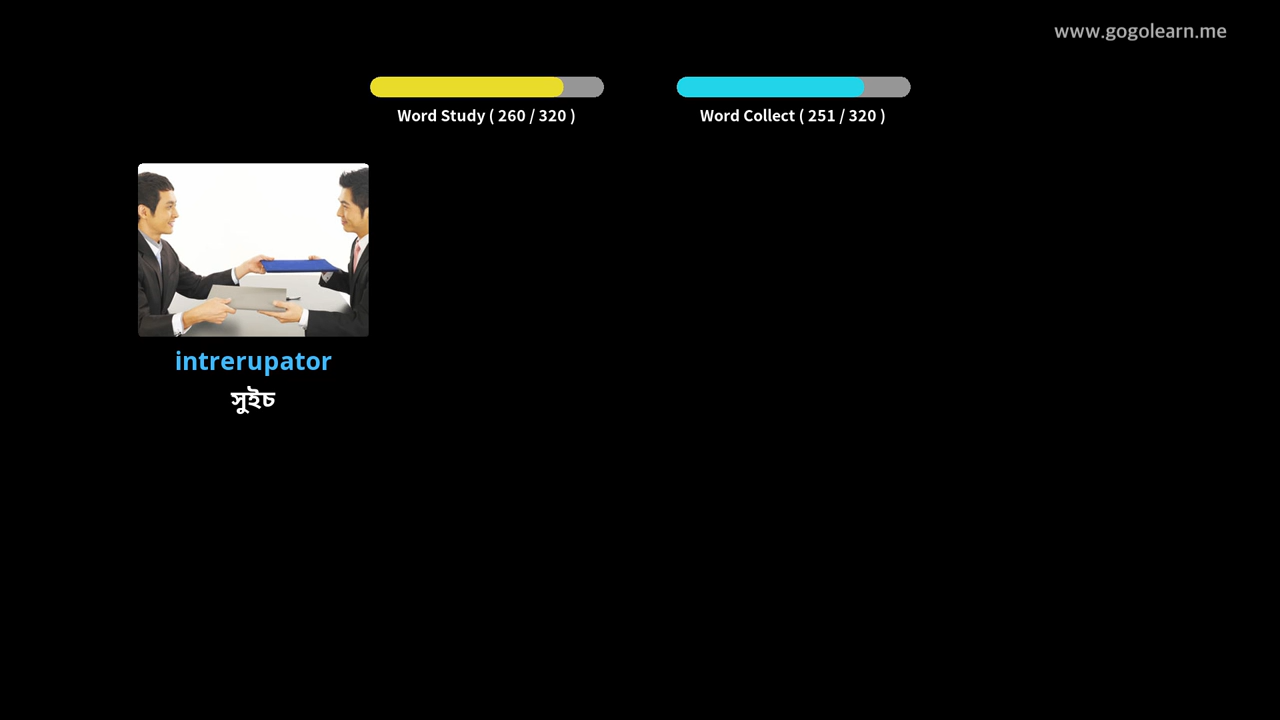 www.gogolearn.me
Word Study ( 260 / 320 )
Word Collect ( 251 / 320 )
intrerupator
সুইচ